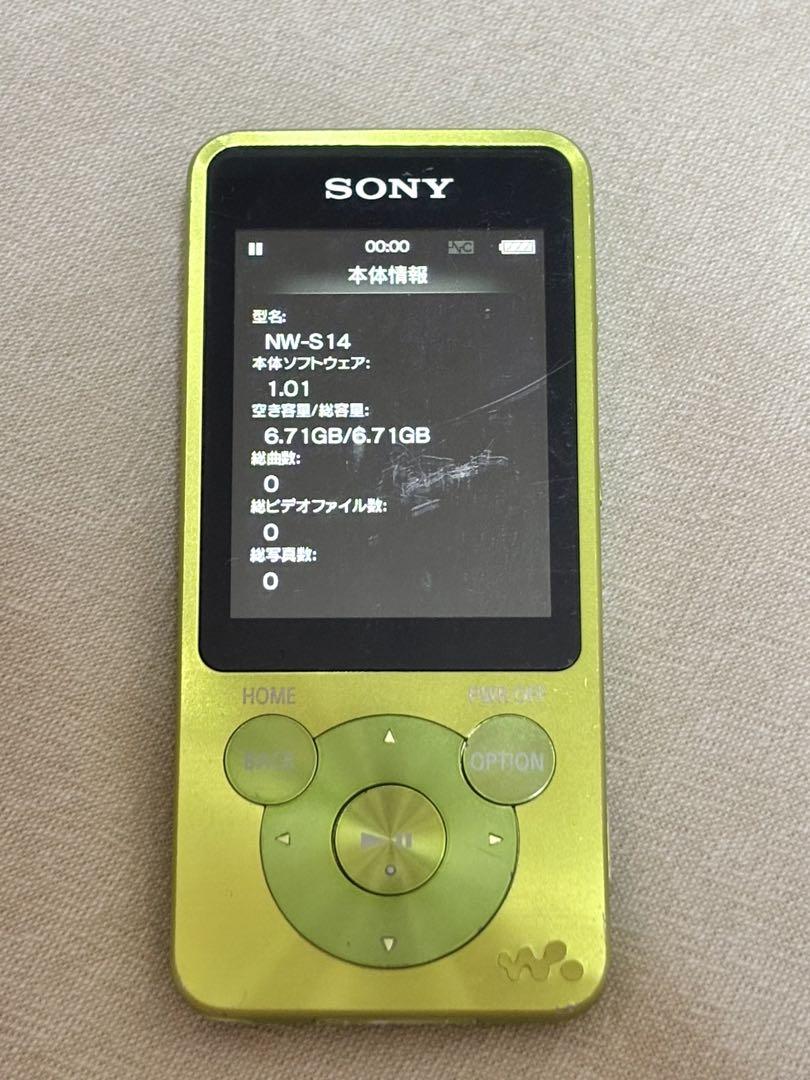 SONY
00:00 NC
本体情報
型名:
NW-S14
本体ソフトウェア:
1.01
空き容量/総容量:
6.71GB/6.71GB
総曲数:
0
総ビデオファイル数:
0
総写真数:
0
HOME PWR OFF
BACK OPTION